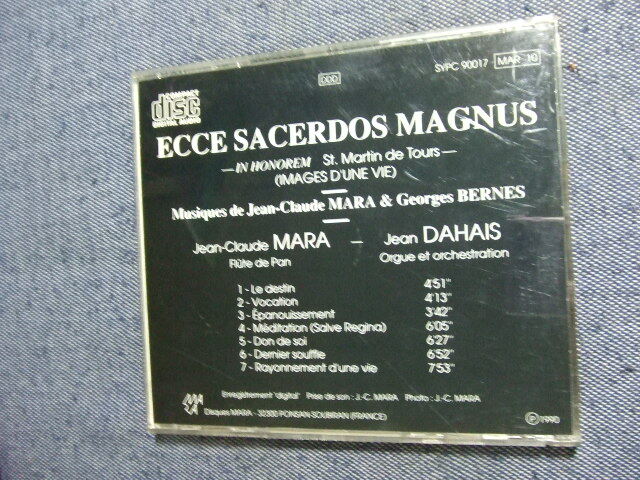 COMPACT
disc
DIGITAL AUDIO
DDD
SYPC 90017 MAR 10
ECCE SACERDOS MAGNUS
— IN HONOREM St. Martin de Tours —
(IMAGES D'UNE VIE)
Musiques de Jean-Claude MARA & Georges BERNES
Jean-Claude MARA – Jean DAHAIS
Flûte de Pan Orgue et orchestration
1 - Le destin 4'51"
2 - Vocation 4'13"
3 - Épanouissement 3'42"
4 - Méditation (Salve Regina) 6'05"
5 - Don de soi 6'27"
6 - Dernier souffle 6'52"
7 - Rayonnement d'une vie 7'53"
Enregistrement "digital" Prise de son : J.-C. MARA Photo : J.-C. MARA
Disques MARA - 32300 PONSAN SOUBIRAN (FRANCE)
Ⓟ 1990